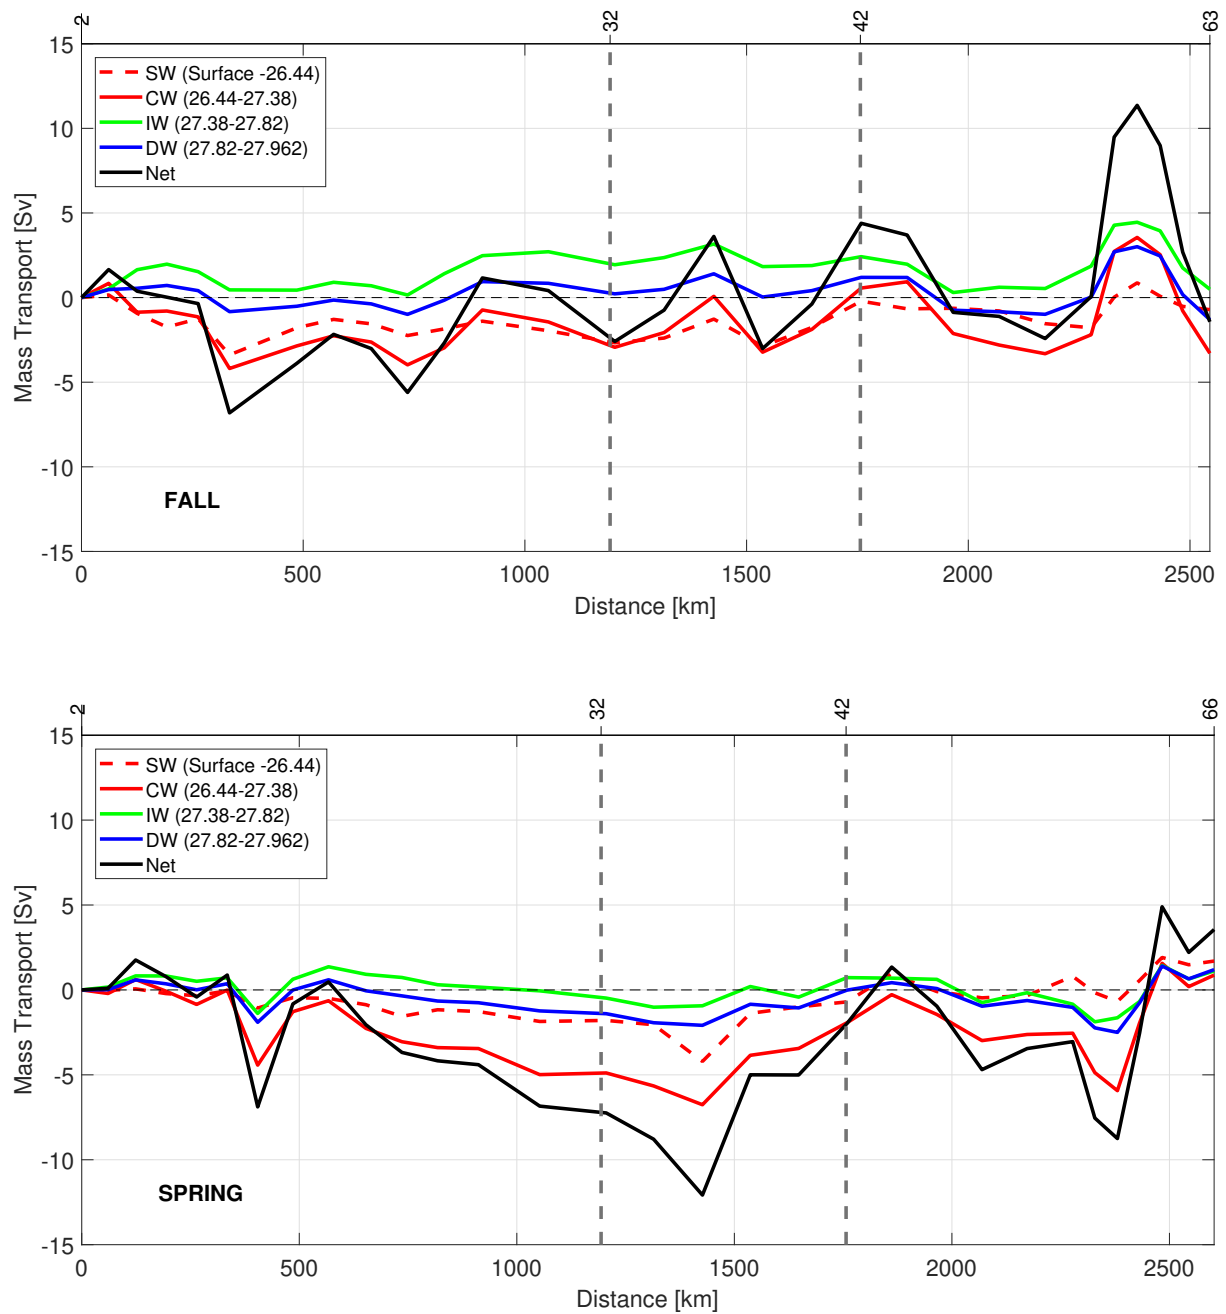 2 32 42 63
15
10
5
0
-5
-10
-15
Mass Transport [Sv]
SW (Surface -26.44)
CW (26.44-27.38)
IW (27.38-27.82)
DW (27.82-27.962)
Net
FALL
0 500 1000 1500 2000 2500
Distance [km]
2 32 42 66
15
10
5
0
-5
-10
-15
Mass Transport [Sv]
SW (Surface -26.44)
CW (26.44-27.38)
IW (27.38-27.82)
DW (27.82-27.962)
Net
SPRING
0 500 1000 1500 2000 2500
Distance [km]